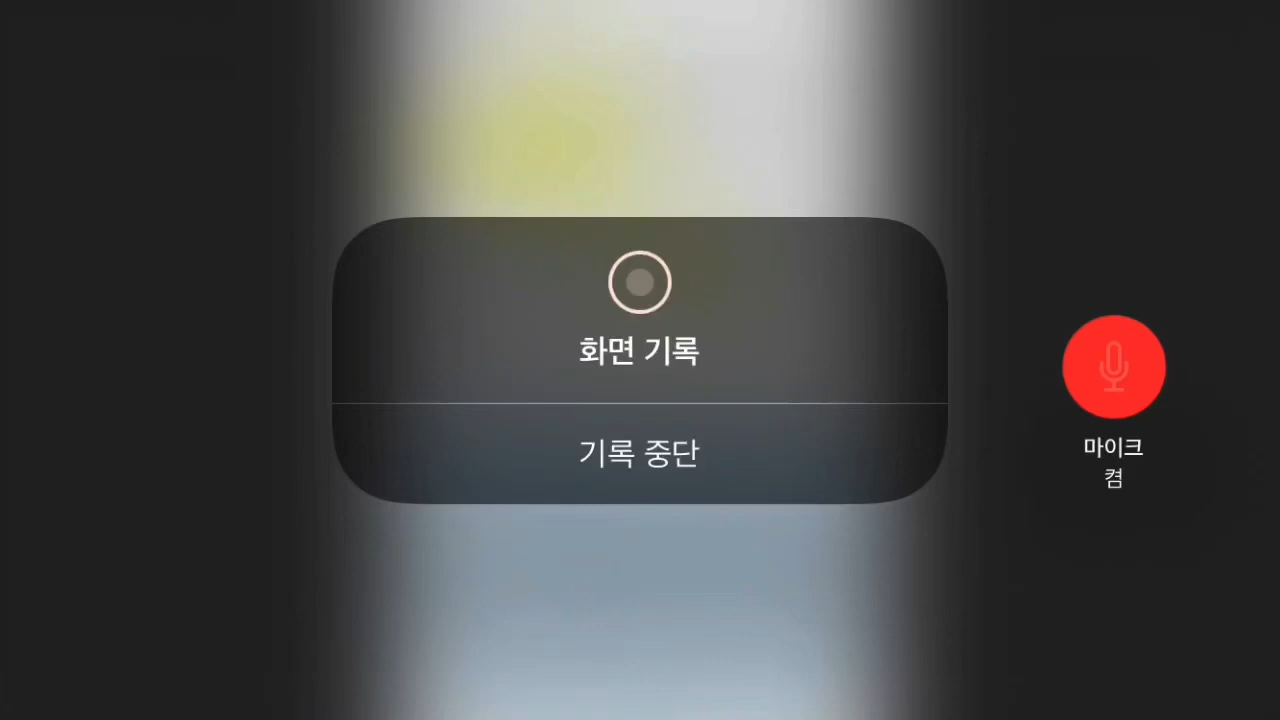 화면 기록
기록 중단
마이크
켬